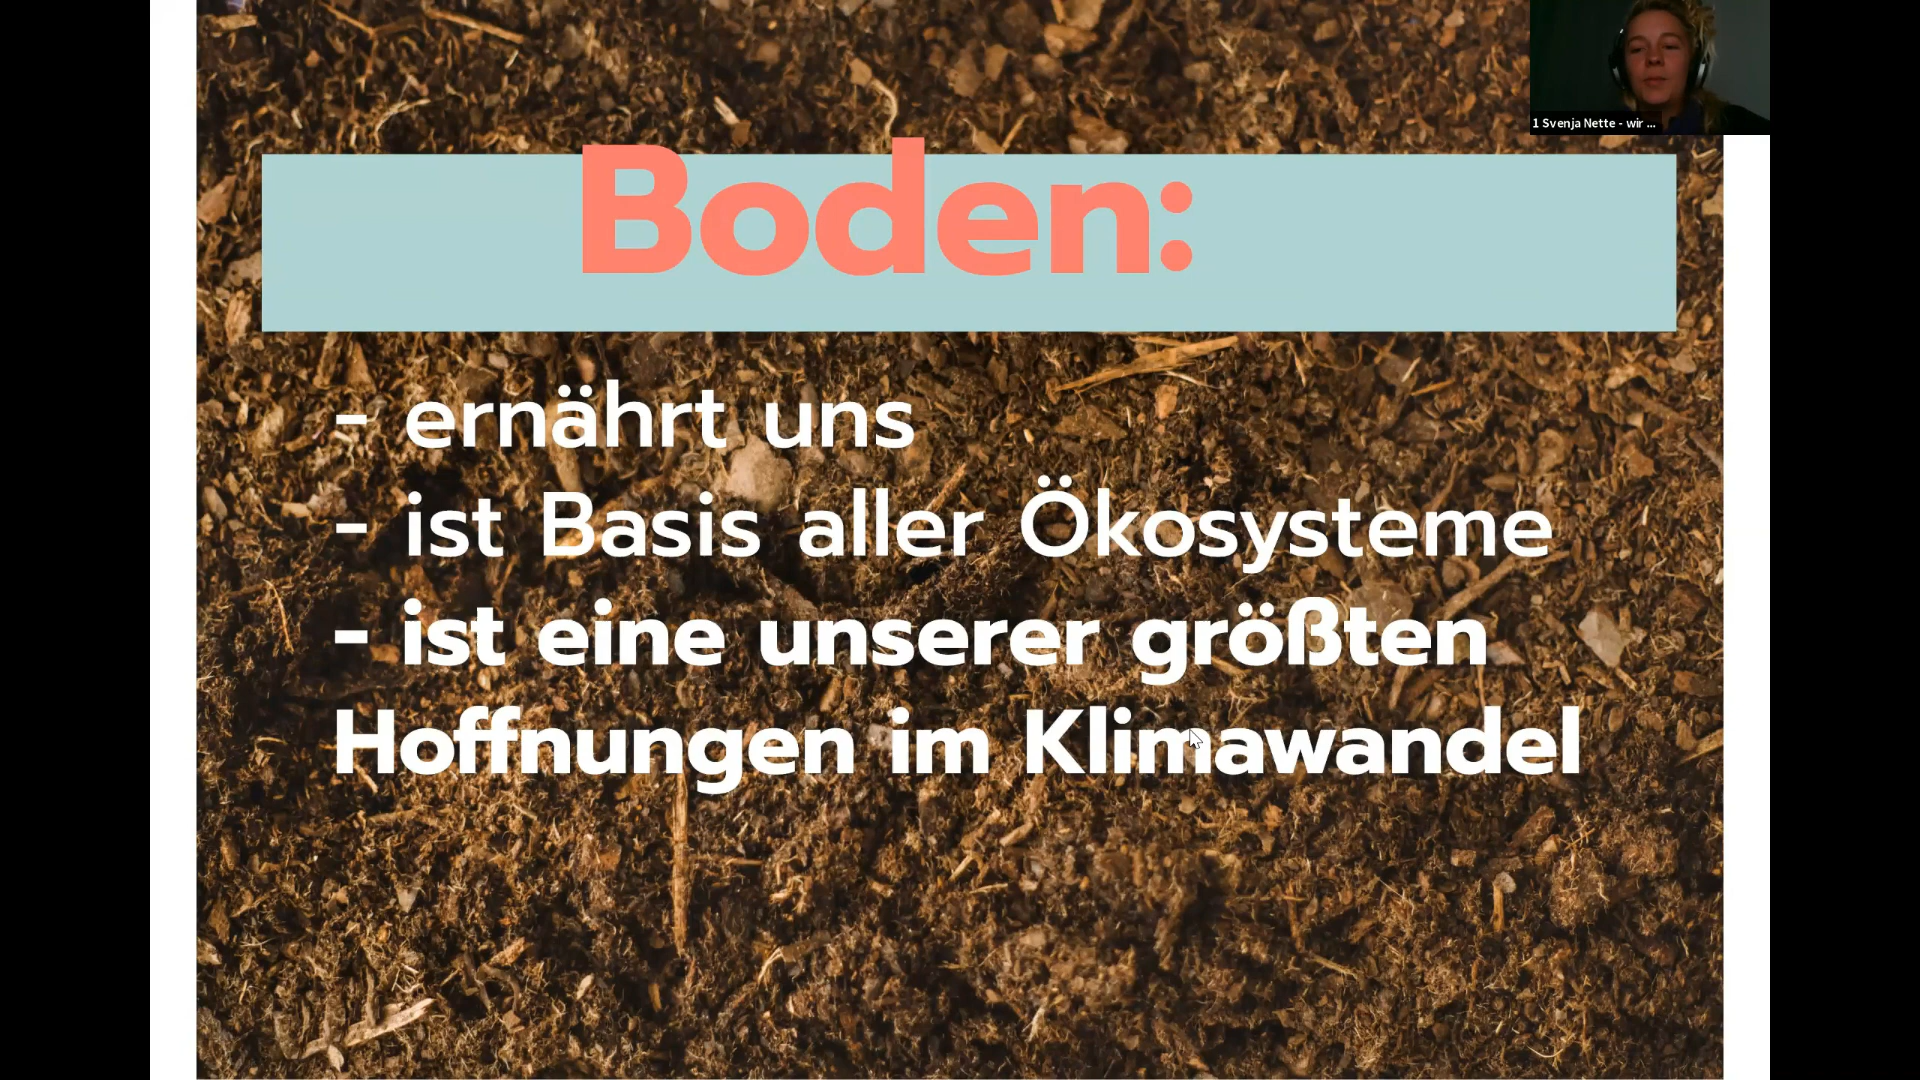 1 Svenja Nette - wir ...
Boden:
- ernährt uns
- ist Basis aller Ökosysteme
- ist eine unserer größten
Hoffnungen im Klimawandel